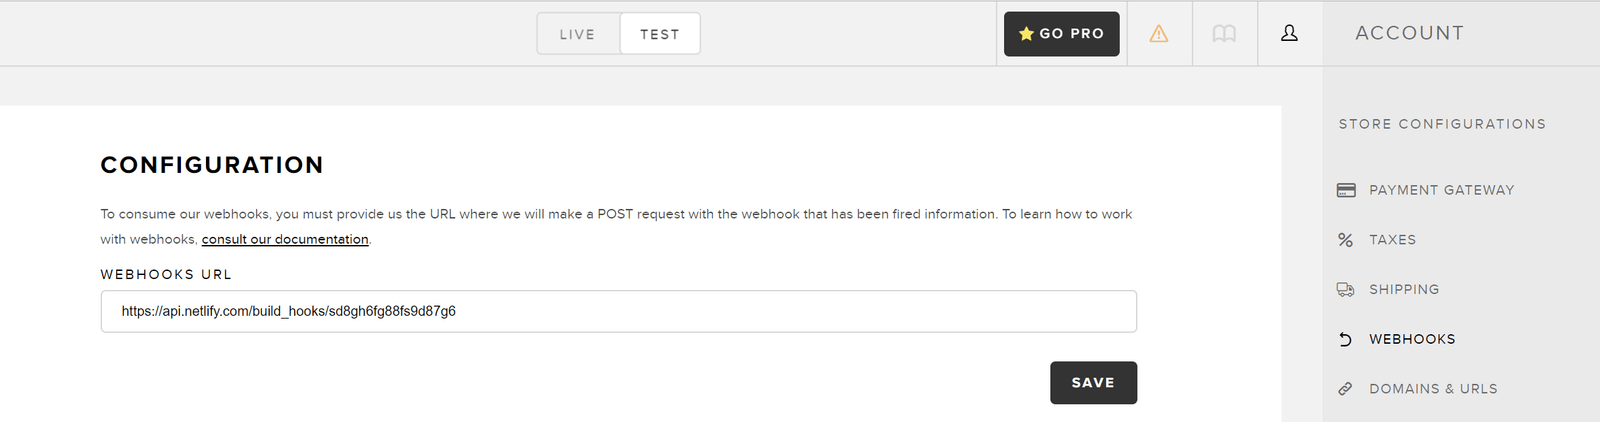 LIVE
TEST
GO PRO
ACCOUNT
CONFIGURATION
To consume our webhooks, you must provide us the URL where we will make a POST request with the webhook that has been fired information. To learn how to work
with webhooks, consult our documentation.
WEBHOOKS URL
https://api.netlify.com/build_hooks/sd8gh6fg88fs9d87g6
SAVE
STORE CONFIGURATIONS
PAYMENT GATEWAY
TAXES
SHIPPING
WEBHOOKS
DOMAINS & URLS